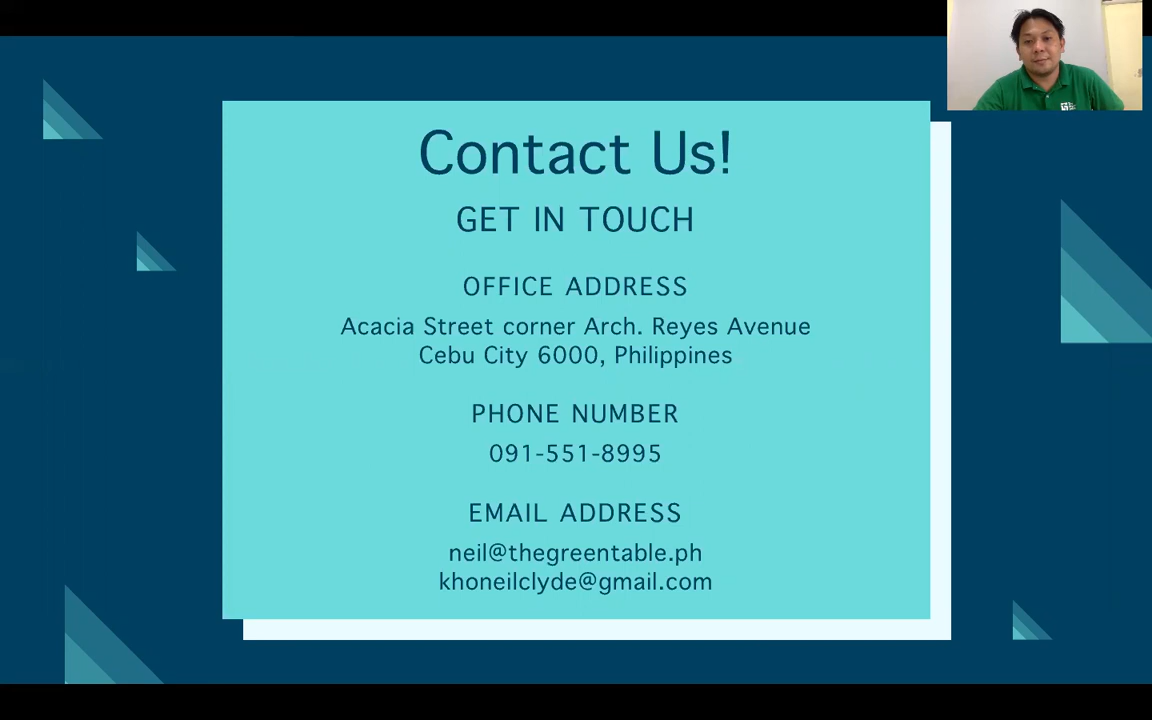 Contact Us!
GET IN TOUCH
OFFICE ADDRESS
Acacia Street corner Arch. Reyes Avenue
Cebu City 6000, Philippines
PHONE NUMBER
091-551-8995
EMAIL ADDRESS
neil@thegreentable.ph
khoneilclyde@gmail.com